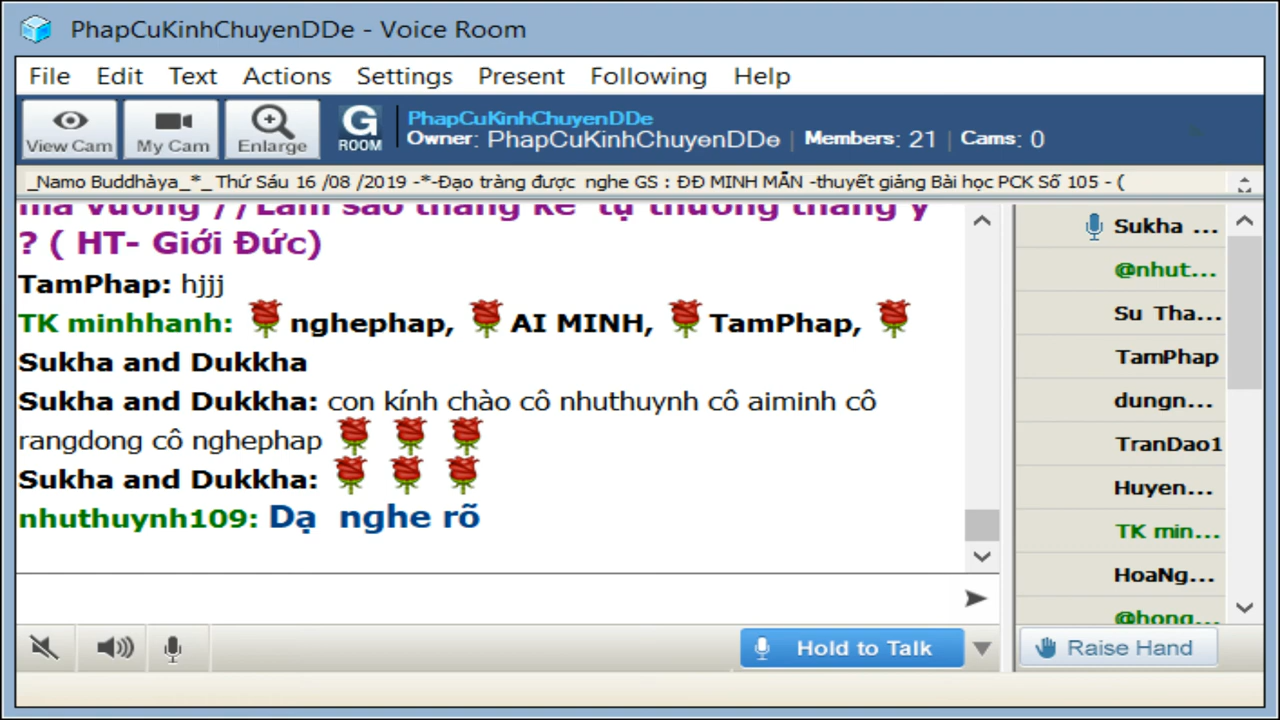 PhapCuKinhChuyenDDe - Voice Room
File Edit Text Actions Settings Present Following Help
View Cam My Cam Enlarge G ROOM
PhapCuKinhChuyenDDe
Owner: PhapCuKinhChuyenDDe | Members: 21 | Cams: 0
_Namo Buddhàya_*_ Thứ Sáu 16 /08 /2019 -*-Đạo tràng được nghe GS : ĐĐ MINH MẪN -thuyết giảng Bài học PCK Số 105 - (
? ( HT- Giới Đức)
TamPhap: hjjj
TK minhhanh: nghephap, AI MINH, TamPhap,
Sukha and Dukkha
Sukha and Dukkha: con kính chào cô nhuthuynh cô aiminh cô
rangdong cô nghephap
Sukha and Dukkha:
nhuthuynh109: Dạ nghe rõ
Sukha ...
@nhut...
Su Tha...
TamPhap
dungn...
TranDao1
Huyen...
TK min...
HoaNg...
@hong...
Hold to Talk
Raise Hand